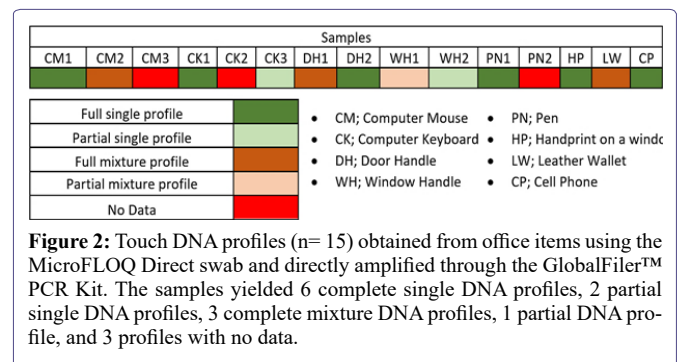 Samples
CM1 CM2 CM3 CK1 CK2 CK3 DH1 DH2 WH1 WH2 PN1 PN2 HP LW CP
Full single profile
Partial single profile
Full mixture profile
Partial mixture profile
No Data
• CM; Computer Mouse
• CK; Computer Keyboard
• DH; Door Handle
• WH; Window Handle
• PN; Pen
• HP; Handprint on a windo
• LW; Leather Wallet
• CP; Cell Phone
Figure 2: Touch DNA profiles (n= 15) obtained from office items using the
MicroFLOQ Direct swab and directly amplified through the GlobalFiler™
PCR Kit. The samples yielded 6 complete single DNA profiles, 2 partial
single DNA profiles, 3 complete mixture DNA profiles, 1 partial DNA pro-
file, and 3 profiles with no data.